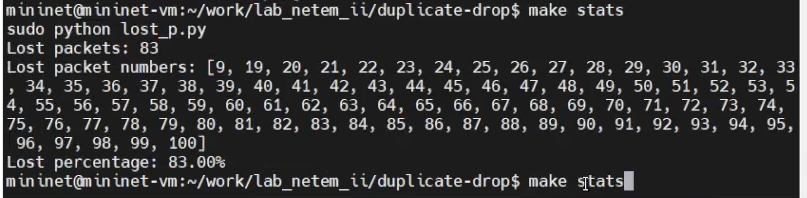 mininet@mininet-vm:~/work/lab_netem_ii/duplicate-drop$ make stats
sudo python lost_p.py
Lost packets: 83
Lost packet numbers: [9, 19, 20, 21, 22, 23, 24, 25, 26, 27, 28, 29, 30, 31, 32, 33
, 34, 35, 36, 37, 38, 39, 40, 41, 42, 43, 44, 45, 46, 47, 48, 49, 50, 51, 52, 53, 5
4, 55, 56, 57, 58, 59, 60, 61, 62, 63, 64, 65, 66, 67, 68, 69, 70, 71, 72, 73, 74,
75, 76, 77, 78, 79, 80, 81, 82, 83, 84, 85, 86, 87, 88, 89, 90, 91, 92, 93, 94, 95,
96, 97, 98, 99, 100]
Lost percentage: 83.00%
mininet@mininet-vm:~/work/lab_netem_ii/duplicate-drop$ make stats